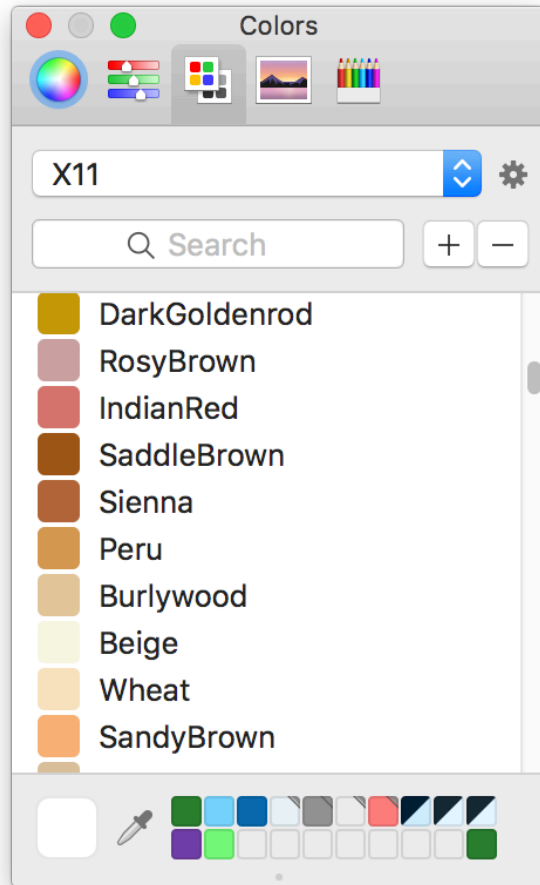 Colors
X11
Search
DarkGoldenrod
RosyBrown
IndianRed
SaddleBrown
Sienna
Peru
Burlywood
Beige
Wheat
SandyBrown